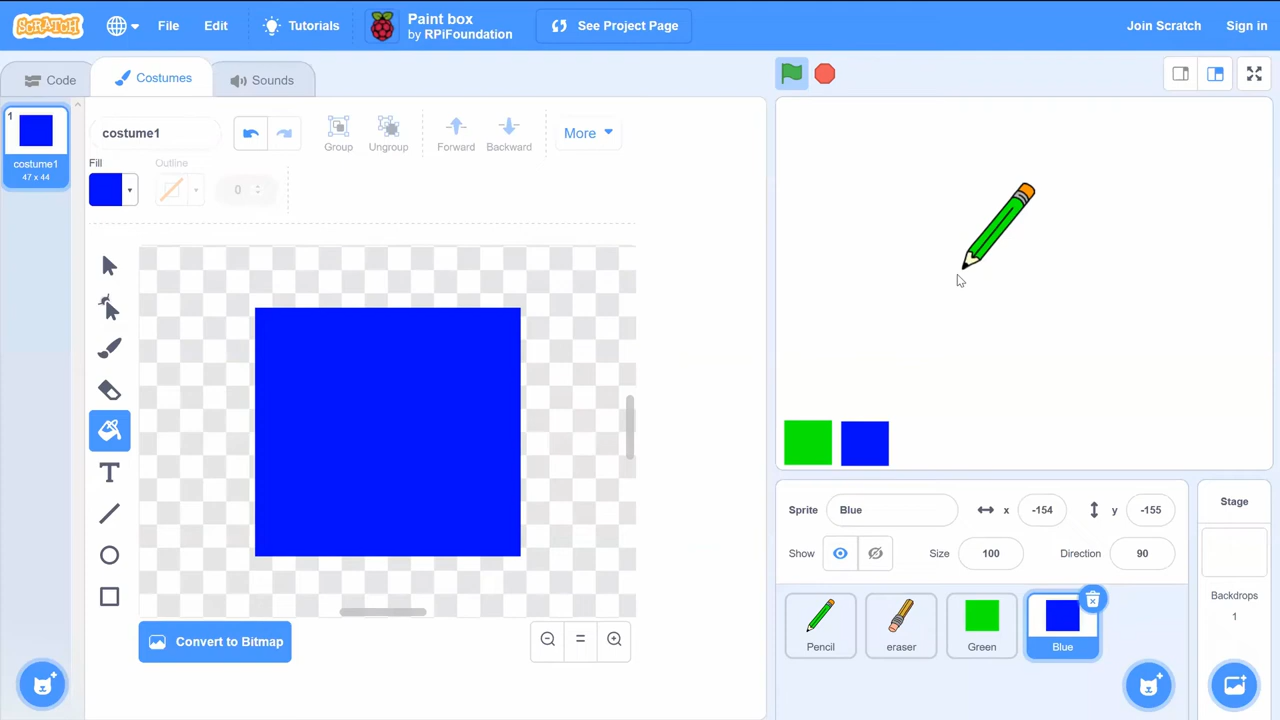 SCRATCH File Edit Tutorials Paint box See Project Page Join Scratch Sign in
by RPiFoundation
Code Costumes Sounds
1
costume1 Group Ungroup Forward Backward More
costume1
47 x 44
Fill Outline
0
T
Sprite Blue x -154 y -155 Stage
Show Size 100 Direction 90
Backdrops
1
Pencil eraser Green Blue
Convert to Bitmap